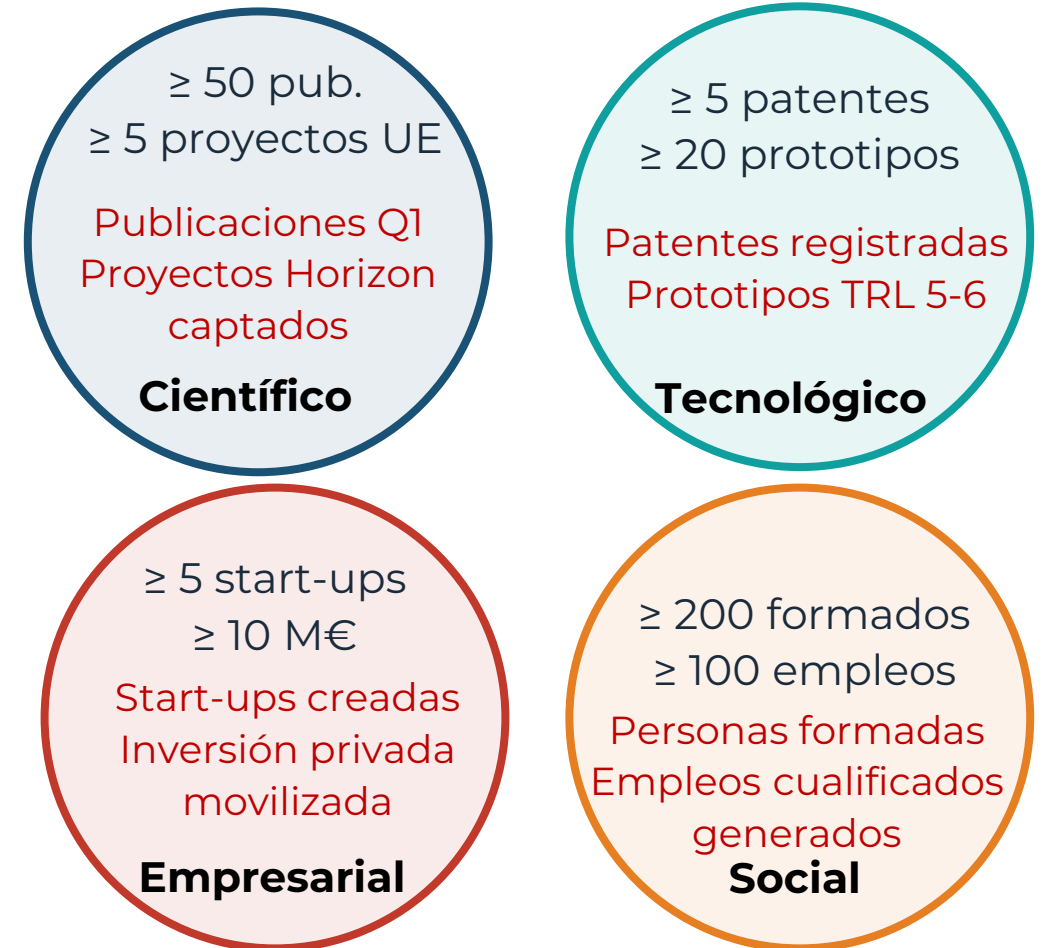 ≥ 50 pub.
≥ 5 proyectos UE
Publicaciones Q1
Proyectos Horizon
captados
Científico
≥ 5 patentes
≥ 20 prototipos
Patentes registradas
Prototipos TRL 5-6
Tecnológico
≥ 5 start-ups
≥ 10 M€
Start-ups creadas
Inversión privada
movilizada
Empresarial
≥ 200 formados
≥ 100 empleos
Personas formadas
Empleos cualificados
generados
Social